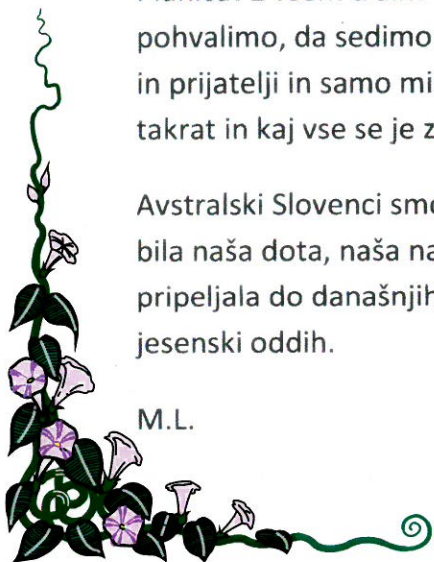 pohvalimo, da sedimo
in prijatelji in samo mi
takrat in kaj vse se je z
Avstralski Slovenci sm
bila naša dota, naša na
pripeljala do današnjih
jesenski oddih.
M.L.